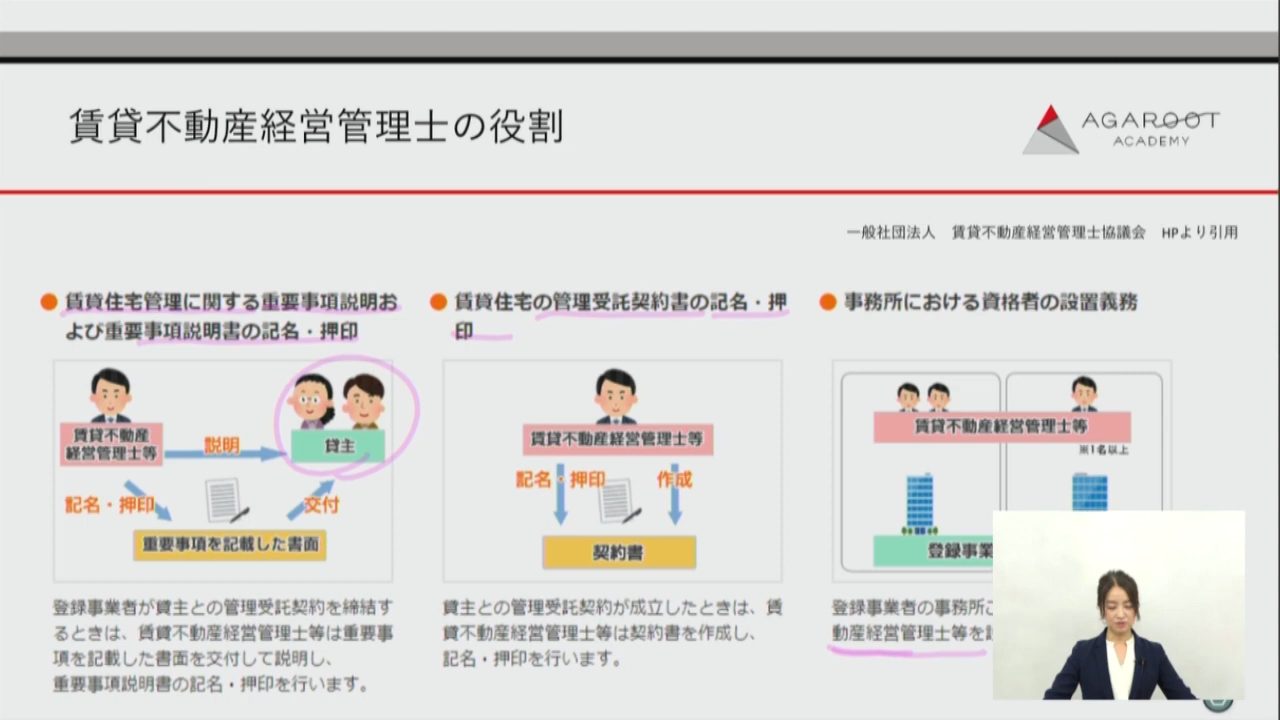 賃貸不動産経営管理士の役割
AGAROOT
ACADEMY
一般社団法人　賃貸不動産経営管理士協議会　HPより引用
賃貸住宅管理に関する重要事項説明お
よび重要事項説明書の記名・押印
賃貸不動産
経営管理士等
説明
貸主
記名・押印
交付
重要事項を記載した書面
登録事業者が貸主との管理受託契約を締結す
るときは、賃貸不動産経営管理士等は重要事
項を記載した書面を交付して説明し、
重要事項説明書の記名・押印を行います。
賃貸住宅の管理受託契約書の記名・押
印
賃貸不動産経営管理士等
記名・押印
作成
契約書
貸主との管理受託契約が成立したときは、賃
貸不動産経営管理士等は契約書を作成し、
記名・押印を行います。
事務所における資格者の設置義務
賃貸不動産経営管理士等
※1名以上
登録事業
登録事業者の事務所
動産経営管理士等を